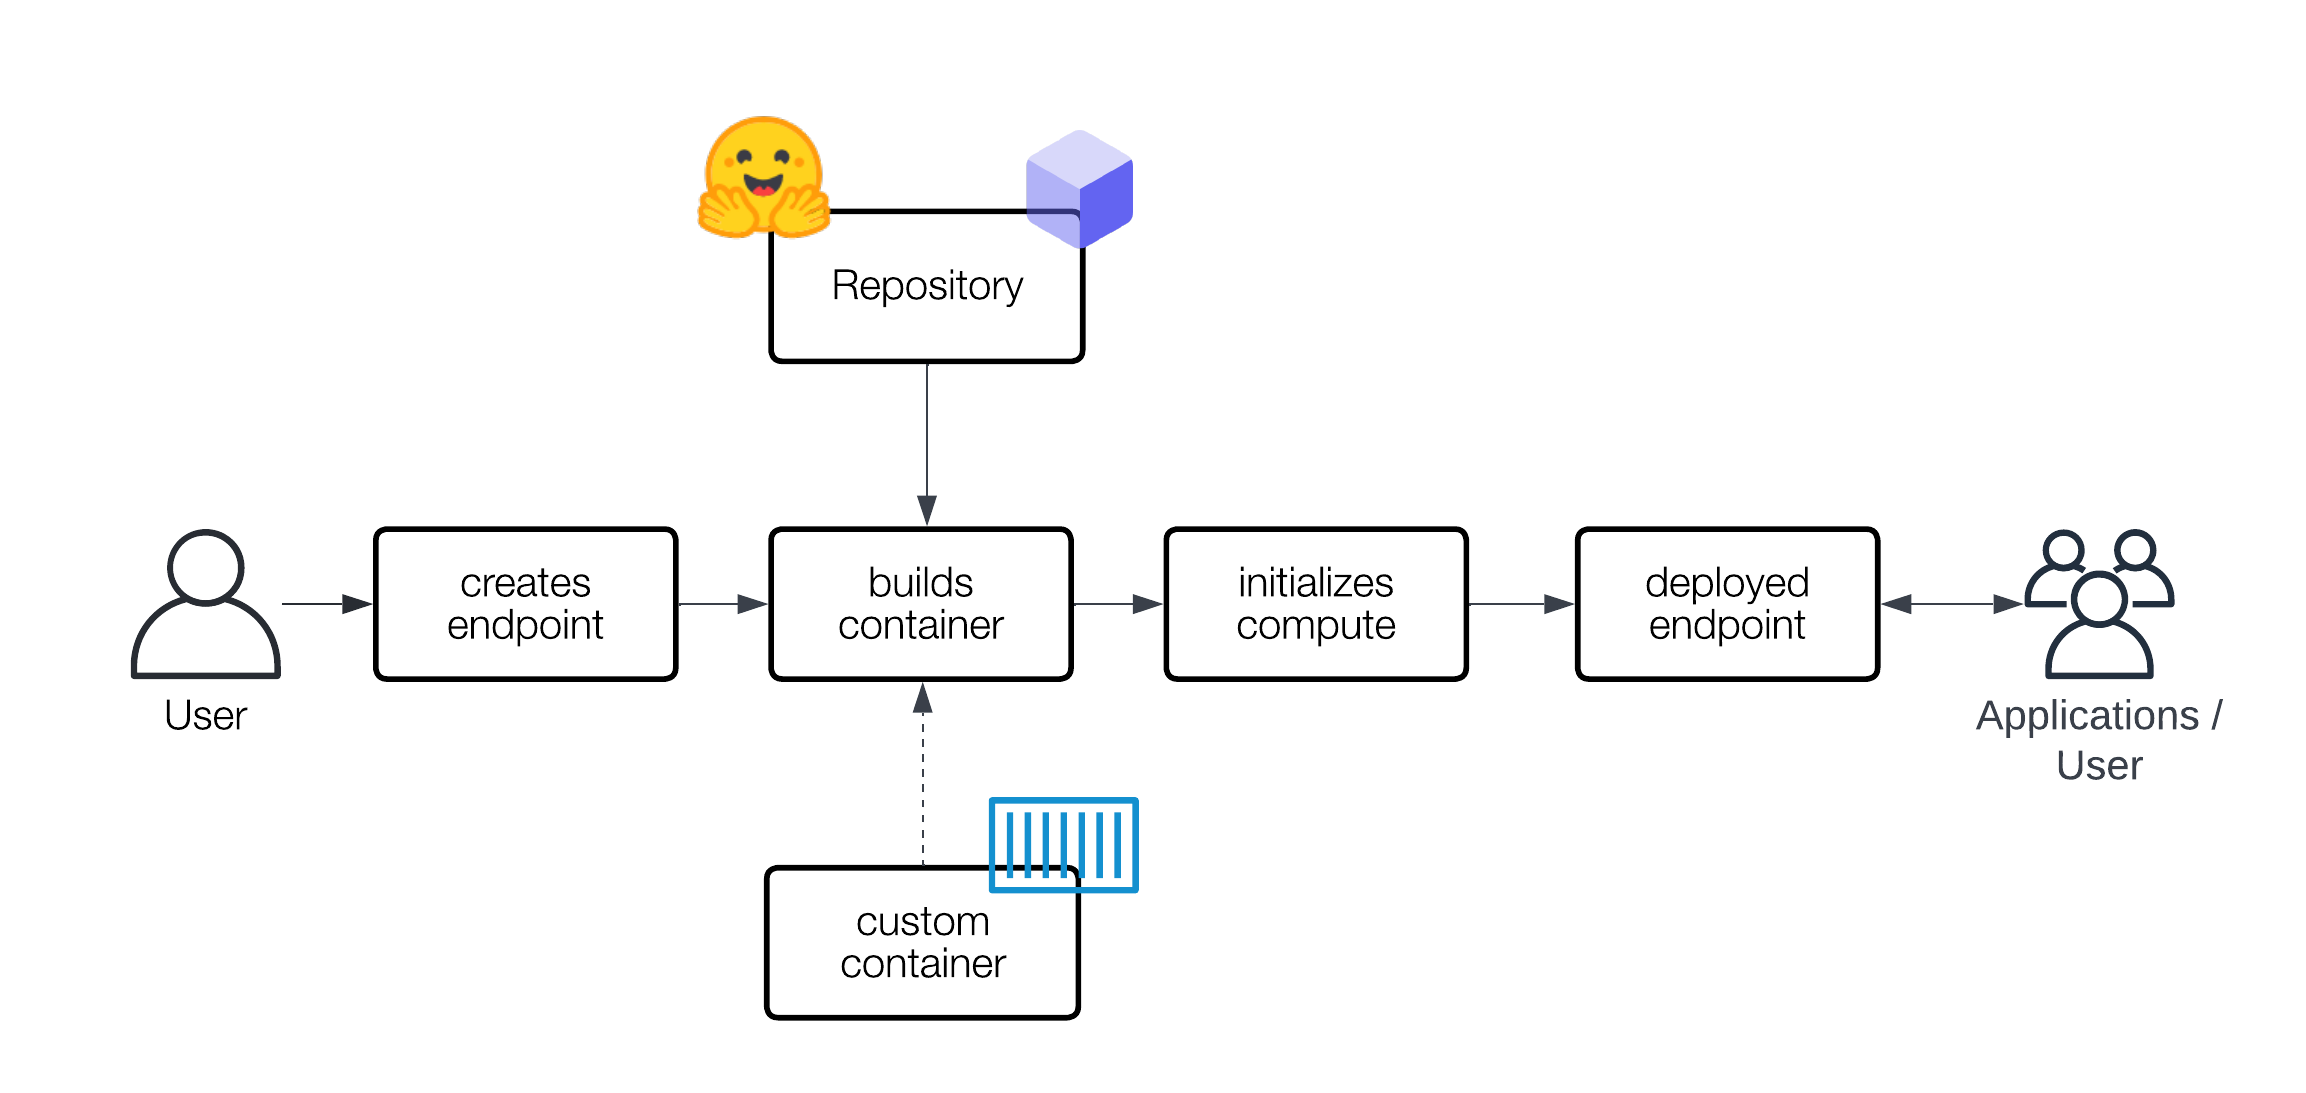 Repository
User
creates
endpoint
builds
container
initializes
compute
deployed
endpoint
Applications /
User
custom
container